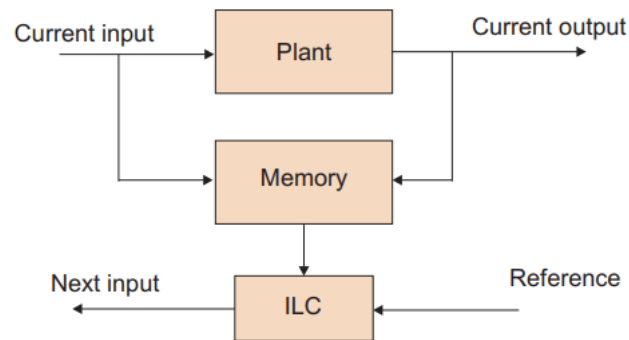 Current input
Plant
Current output
Memory
Next input
ILC
Reference